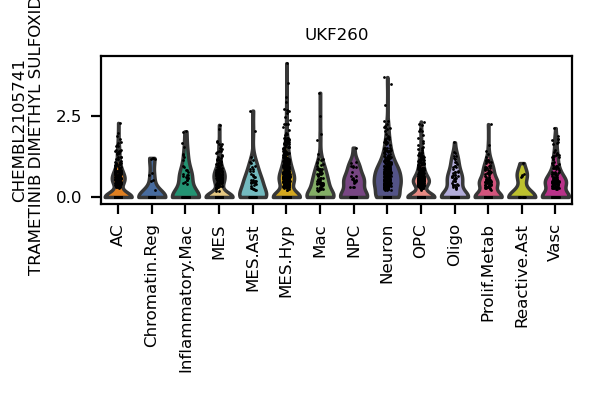 UKF260
CHEMBL2105741
TRAMETINIB DIMETHYL SULFOXID
2.5
0.0
AC
Chromatin.Reg
Inflammatory.Mac
MES
MES.Ast
MES.Hyp
Mac
NPC
Neuron
OPC
Oligo
Prolif.Metab
Reactive.Ast
Vasc